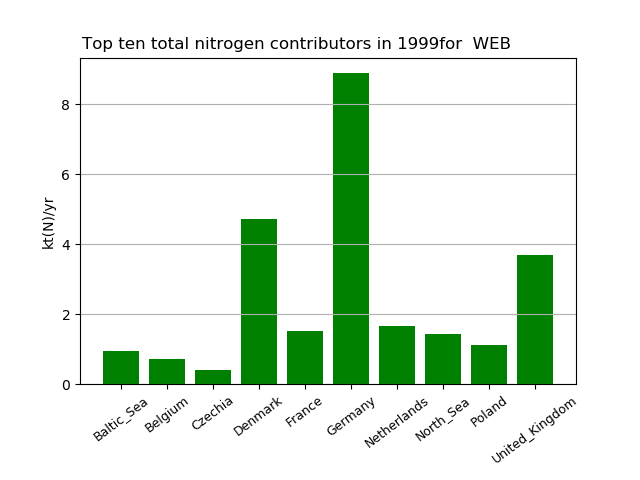 Top ten total nitrogen contributors in 1999for  WEB
kt(N)/yr
8
6
4
2
0
Baltic_Sea
Belgium
Czechia
Denmark
France
Germany
Netherlands
North_Sea
Poland
United_Kingdom